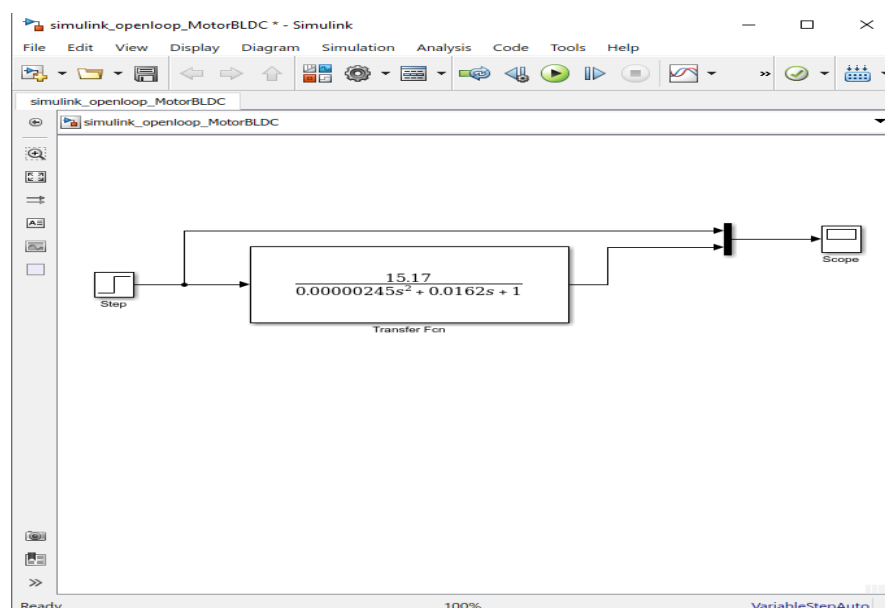 simulink_openloop_MotorBLDC * - Simulink
File Edit View Display Diagram Simulation Analysis Code Tools Help
simulink_openloop_MotorBLDC
simulink_openloop_MotorBLDC
Step
15.17
0.00000245s² + 0.0162s + 1
Transfer Fcn
Scope
Ready 100% VariableStepAuto